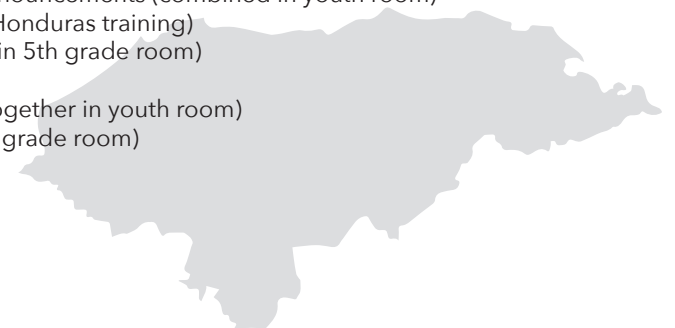 nouncements (combined in youth room)
Honduras training)
in 5th grade room)
ogether in youth room)
grade room)